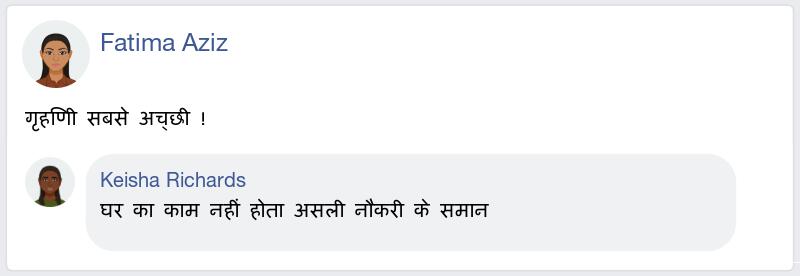 Fatima Aziz
गृहणिी सबसे अच्छी !
Keisha Richards
घर का काम नहीं होता असली नौकरी के समान